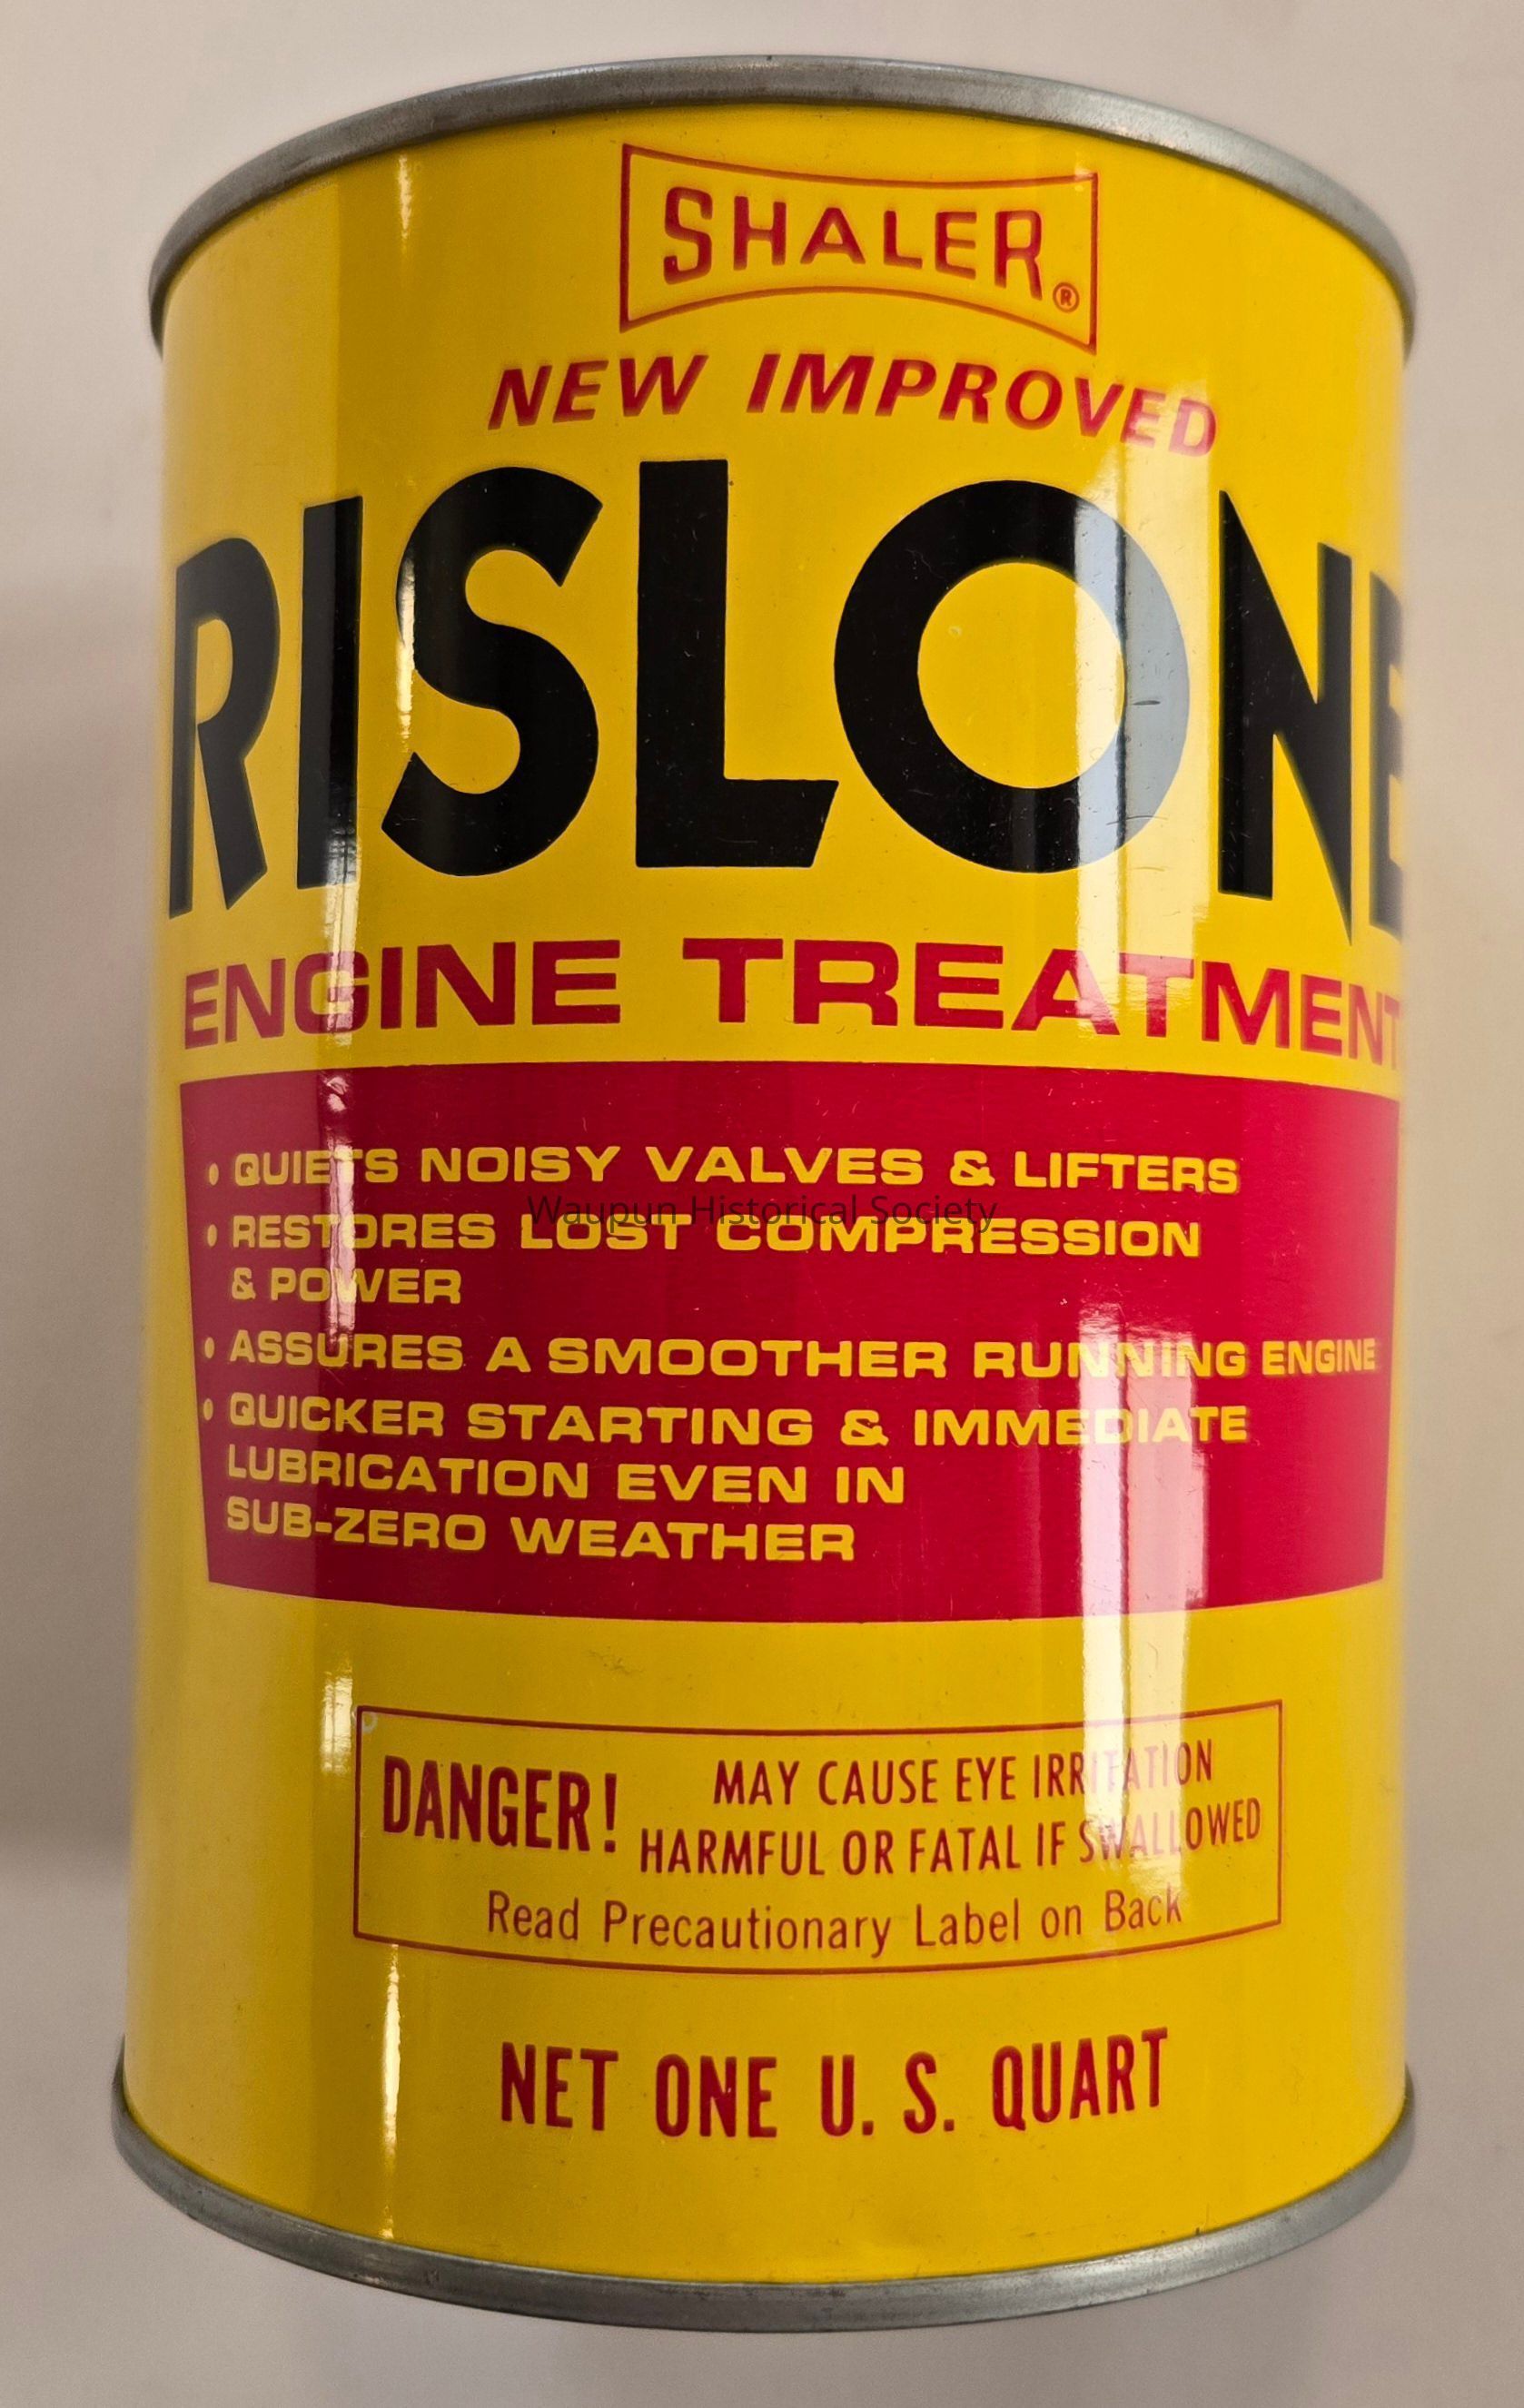 SHALER®
NEW IMPROVED
RISLONE
ENGINE TREATMENT
• QUIETS NOISY VALVES & LIFTERS
Waupun Historical Society
• RESTORES LOST COMPRESSION
& POWER
• ASSURES A SMOOTHER RUNNING ENGINE
• QUICKER STARTING & IMMEDIATE
LUBRICATION EVEN IN
SUB-ZERO WEATHER
DANGER! MAY CAUSE EYE IRRITATION
HARMFUL OR FATAL IF SWALLOWED
Read Precautionary Label on Back
NET ONE U. S. QUART